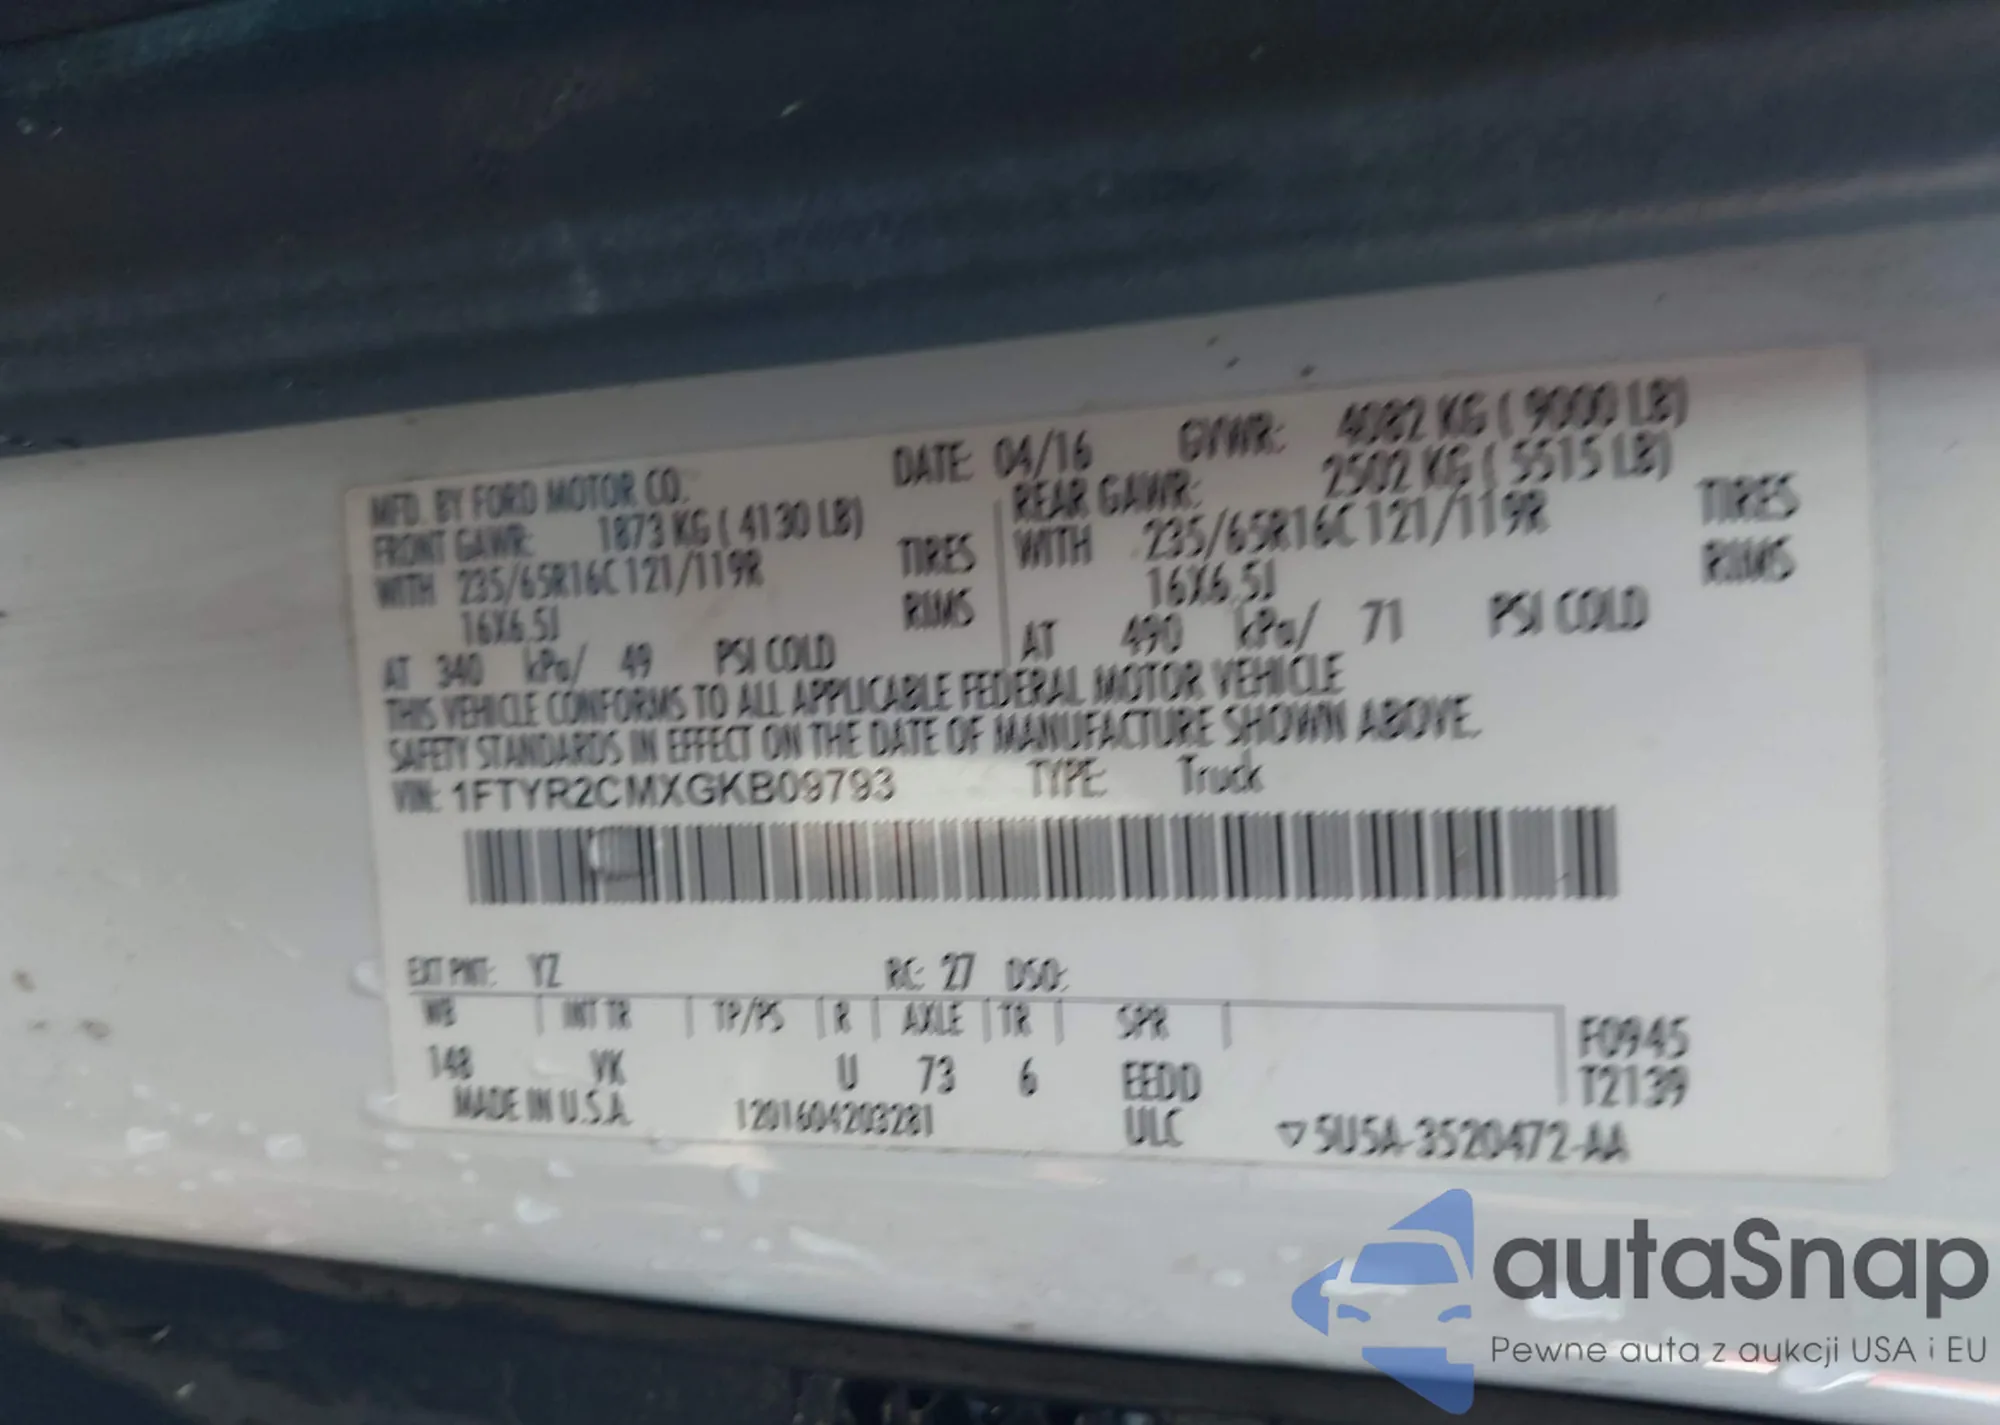 MFD. BY FORD MOTOR CO. DATE: 04/16 GVWR: 4082 KG ( 9000 LB)
FRONT GAWR: 1873 KG ( 4130 LB) REAR GAWR: 2502 KG ( 5515 LB)
WITH 235/65R16C 121/119R TIRES WITH 235/65R16C 121/119R TIRES
16X6.5J RIMS 16X6.5J RIMS
AT 340 kPa/ 49 PSI COLD AT 490 kPa/ 71 PSI COLD
THIS VEHICLE CONFORMS TO ALL APPLICABLE FEDERAL MOTOR VEHICLE
SAFETY STANDARDS IN EFFECT ON THE DATE OF MANUFACTURE SHOWN ABOVE.
VIN: 1FTYR2CMXGKB09793 TYPE: Truck
EXT PNT: YZ RC: 27 DSO:
WB INT TR TP/PS R AXLE TR SPR F0945
148 VK U 73 6 EEDD T2139
MADE IN U.S.A. 1201604203281 ULC ▽5U5A-3520472-AA
autaSnap
Pewne auta z aukcji USA i EU